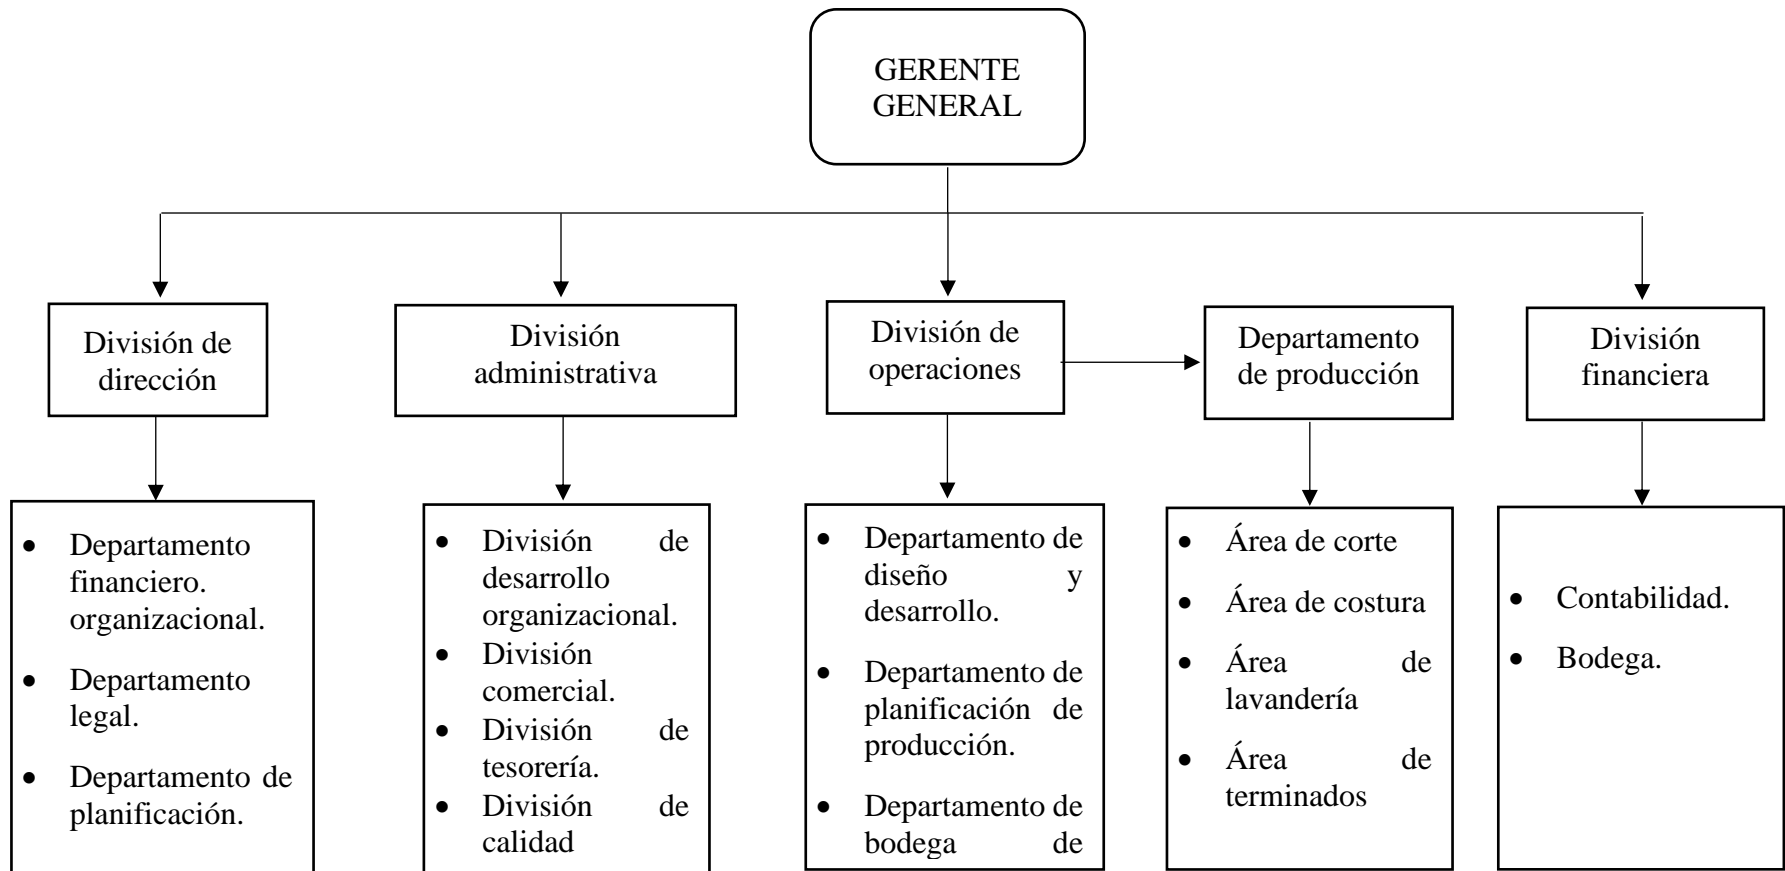 GERENTE
GENERAL
División de
dirección
División
administrativa
División de
operaciones
Departamento
de producción
División
financiera
• Departamento
financiero.
organizacional.
• Departamento
legal.
• Departamento de
planificación.
• División de
desarrollo
organizacional.
• División
comercial.
• División de
tesorería.
• División de
calidad
• Departamento de
diseño y
desarrollo.
• Departamento de
planificación de
producción.
• Departamento de
bodega de
• Área de corte
• Área de costura
• Área de
lavandería
• Área de
terminados
• Contabilidad.
• Bodega.